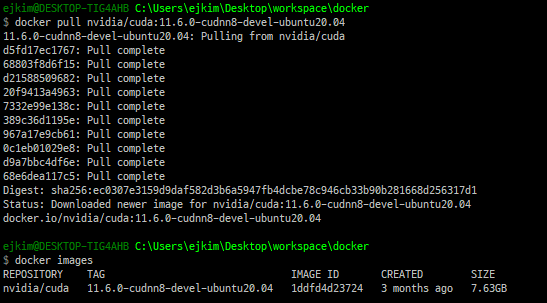 ejkim@DESKTOP-TIG4AHB C:\Users\ejkim\Desktop\workspace\docker
$ docker pull nvidia/cuda:11.6.0-cudnn8-devel-ubuntu20.04
11.6.0-cudnn8-devel-ubuntu20.04: Pulling from nvidia/cuda
d5fd17ec1767: Pull complete
68803f8d6f15: Pull complete
d21588509682: Pull complete
20f9413a4963: Pull complete
7332e99e138c: Pull complete
389c36d1195e: Pull complete
967a17e9cb61: Pull complete
0c1eb01029e8: Pull complete
d9a7bbc4df6e: Pull complete
68e6dea117c5: Pull complete
Digest: sha256:ec0307e3159d9daf582d3b6a5947fb4dcbe78c946cb33b90b281668d256317d1
Status: Downloaded newer image for nvidia/cuda:11.6.0-cudnn8-devel-ubuntu20.04
docker.io/nvidia/cuda:11.6.0-cudnn8-devel-ubuntu20.04
ejkim@DESKTOP-TIG4AHB C:\Users\ejkim\Desktop\workspace\docker
$ docker images
REPOSITORY TAG IMAGE ID CREATED SIZE
nvidia/cuda 11.6.0-cudnn8-devel-ubuntu20.04 1ddfd4d23724 3 months ago 7.63GB